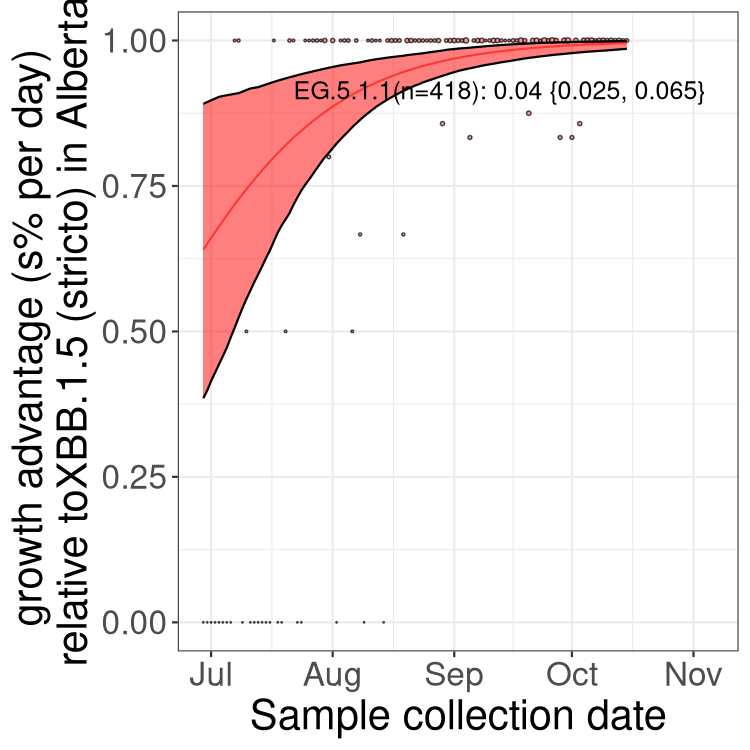 growth advantage (s% per day)
relative toXBB.1.5 (stricto) in Alberta
1.00
0.75
0.50
0.25
0.00
EG.5.1.1(n=418): 0.04 {0.025, 0.065}
Jul Aug Sep Oct Nov
Sample collection date